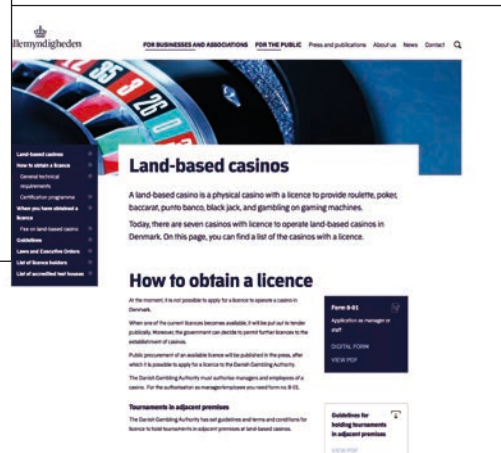 llemyndigheden
FOR BUSINESSES AND ASSOCIATIONS FOR THE PUBLIC Press and publications About us News Contact
Land-based casinos
How to obtain a licence
General technical
requirements
Certification programme
When you have obtained a
licence
Fee on land-based casino
Guidelines
Laws and Executive Orders
List of licence holders
List of accredited test houses
35
3
26
0
Land-based casinos
A land-based casino is a physical casino with a licence to provide roulette, poker,
baccarat, punto banco, black jack, and gambling on gaming machines.
Today, there are seven casinos with licence to operate land-based casinos in
Denmark. On this page, you can find a list of the casinos with a licence.
How to obtain a licence
At the moment, it is not possible to apply for a licence to operate a casino in
Denmark.
When one of the current licences becomes available, it will be put out to tender
publically. Moreover, the government can decide to permit further licences to the
establishment of casinos.
Public procurement of an available licence will be published in the press, after
which it is possible to apply for a licence to the Danish Gambling Authority.
The Danish Gambling Authority must authorise managers and employees of a
casino. For the authorisation as manager/employee you need form no. 8-01.
Tournaments in adjacent premises
The Danish Gambling Authority has set guidelines and terms and conditions for
licence to hold tournaments in adjacent premises at land-based casinos.
Form 8-01
Application as manager or
staff
DIGITAL FORM
VIEW PDF
Guidelines for
holding tournaments
in adjacent premises
VIEW PDF